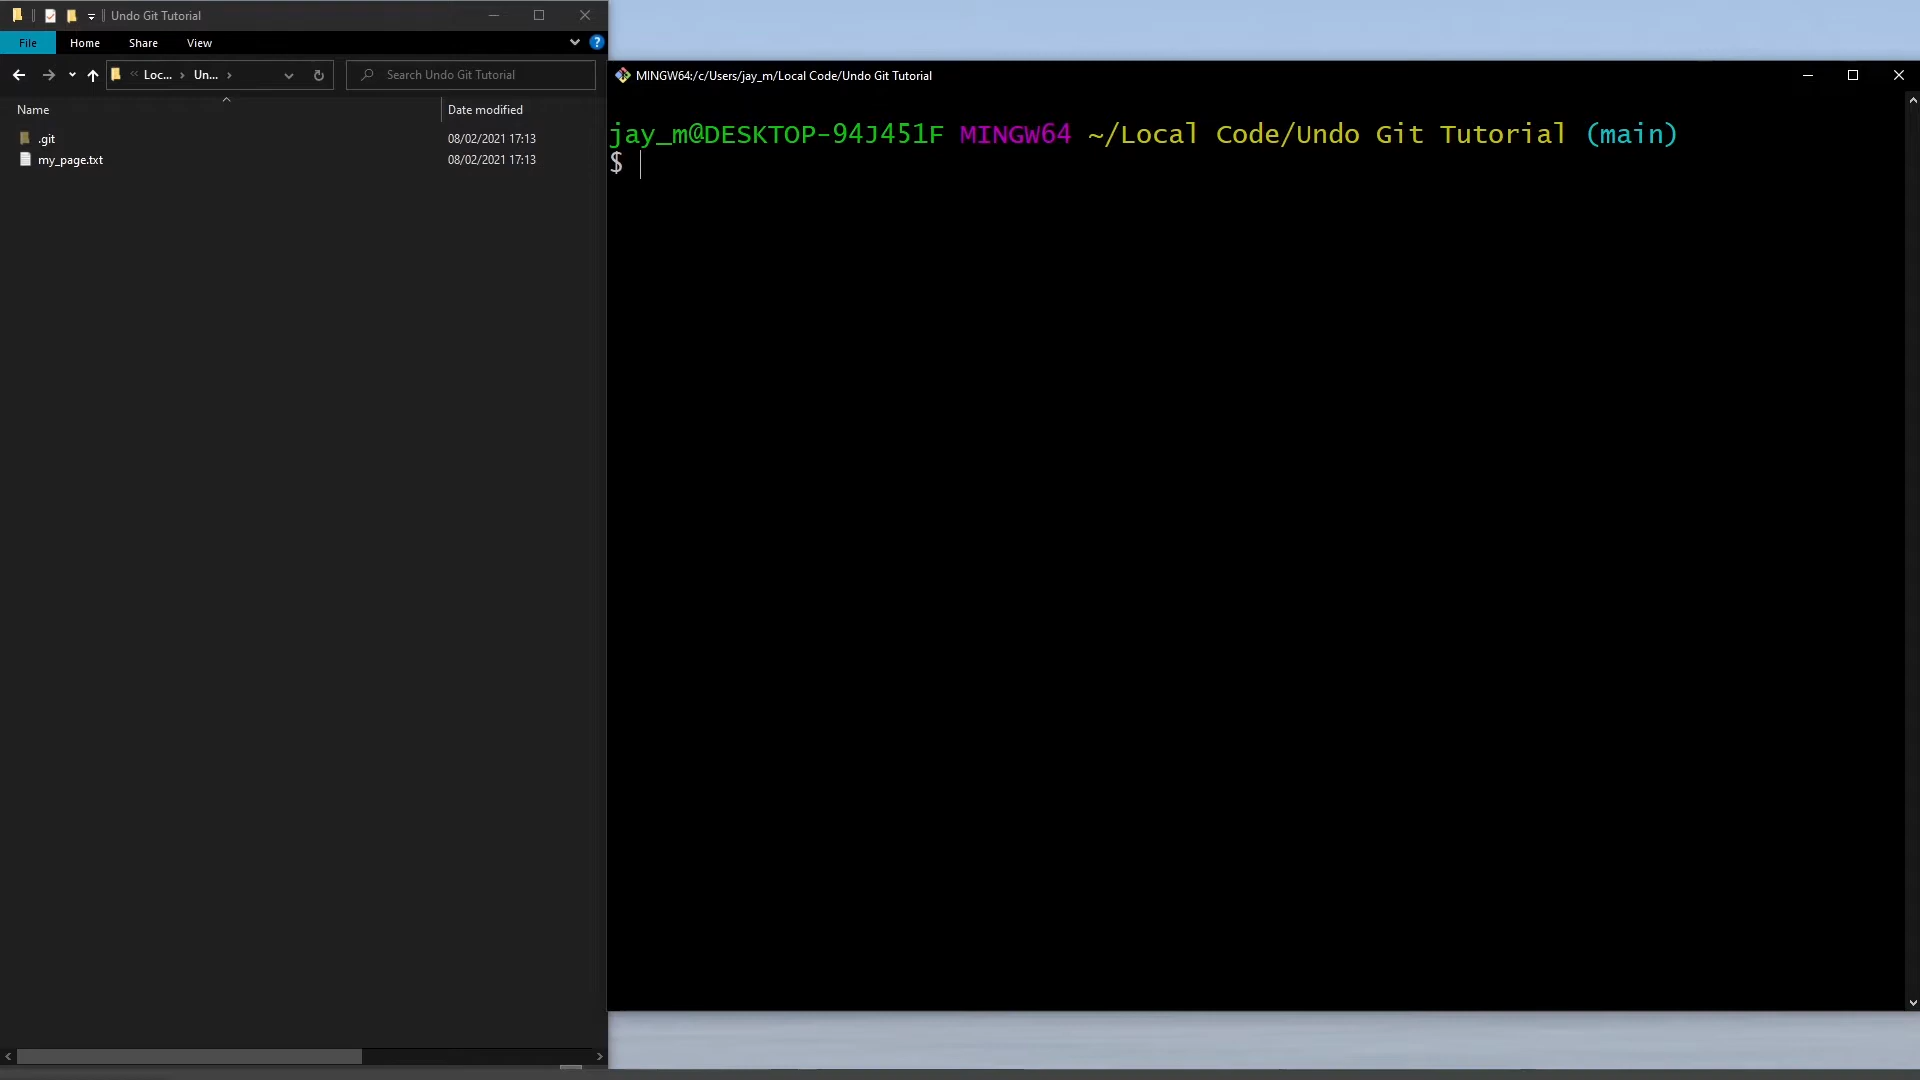 Undo Git Tutorial
File Home Share View
Loc... Un... Search Undo Git Tutorial
Name Date modified
.git 08/02/2021 17:13
my_page.txt 08/02/2021 17:13
MINGW64:/c/Users/jay_m/Local Code/Undo Git Tutorial
jay_m@DESKTOP-94J451F MINGW64 ~/Local Code/Undo Git Tutorial (main)
$